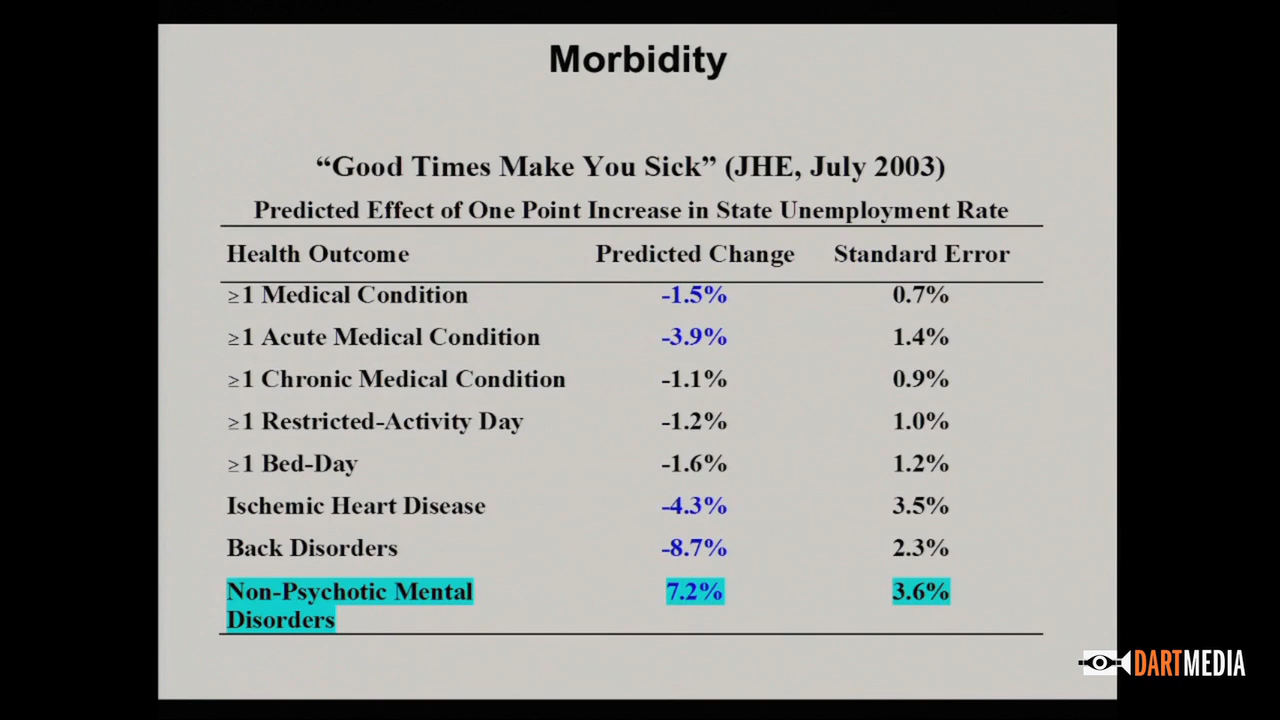 Morbidity
“Good Times Make You Sick” (JHE, July 2003)
Predicted Effect of One Point Increase in State Unemployment Rate
Health Outcome Predicted Change Standard Error
≥1 Medical Condition -1.5% 0.7%
≥1 Acute Medical Condition -3.9% 1.4%
≥1 Chronic Medical Condition -1.1% 0.9%
≥1 Restricted-Activity Day -1.2% 1.0%
≥1 Bed-Day -1.6% 1.2%
Ischemic Heart Disease -4.3% 3.5%
Back Disorders -8.7% 2.3%
Non-Psychotic Mental 7.2% 3.6%
Disorders
DARTMEDIA